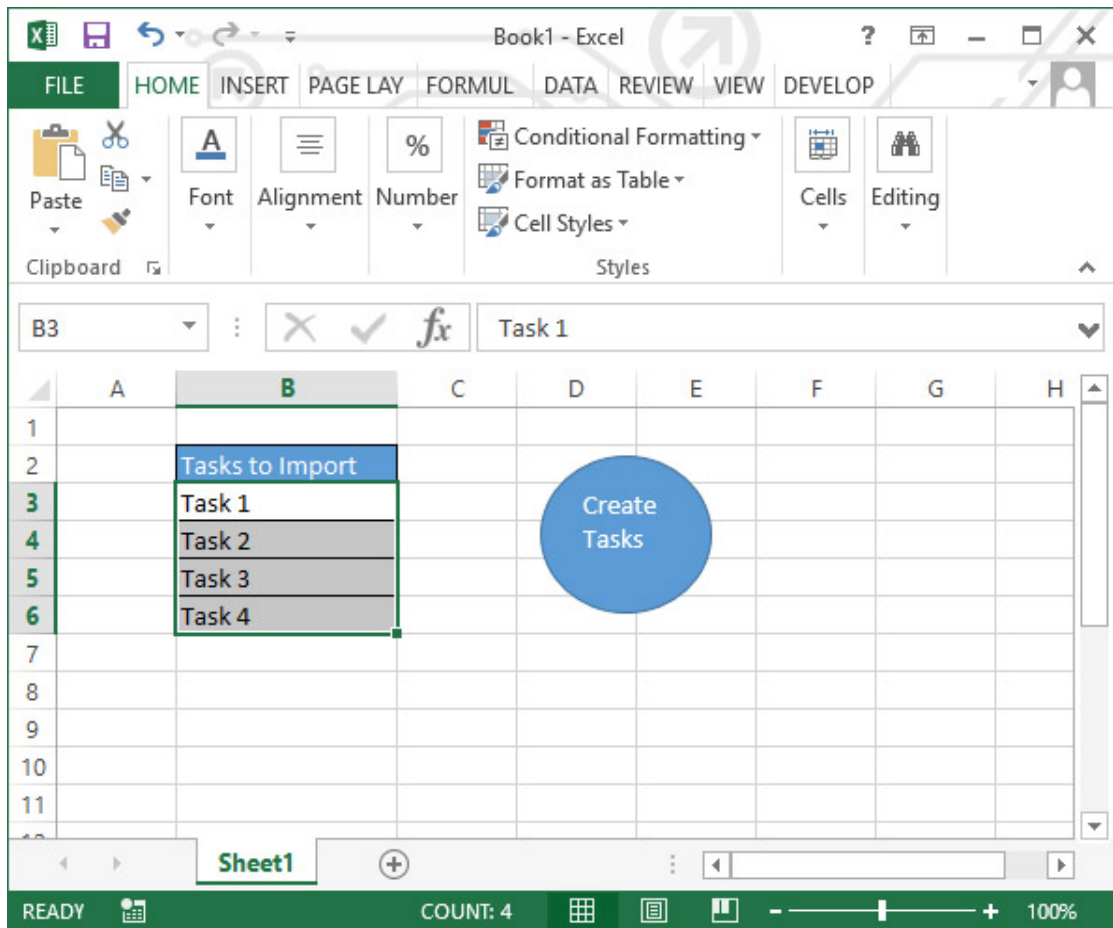 Book1 - Excel ?
FILE HOME INSERT PAGE LAY FORMUL DATA REVIEW VIEW DEVELOP
Paste
Clipboard
A
Font
Alignment
%
Number
Conditional Formatting
Format as Table
Cell Styles
Styles
Cells
Editing
B3 fx Task 1
A B C D E F G H
1
2 Tasks to Import
3 Task 1
4 Task 2
5 Task 3
6 Task 4
Create
Tasks
7
8
9
10
11
Sheet1
READY COUNT: 4 - + 100%